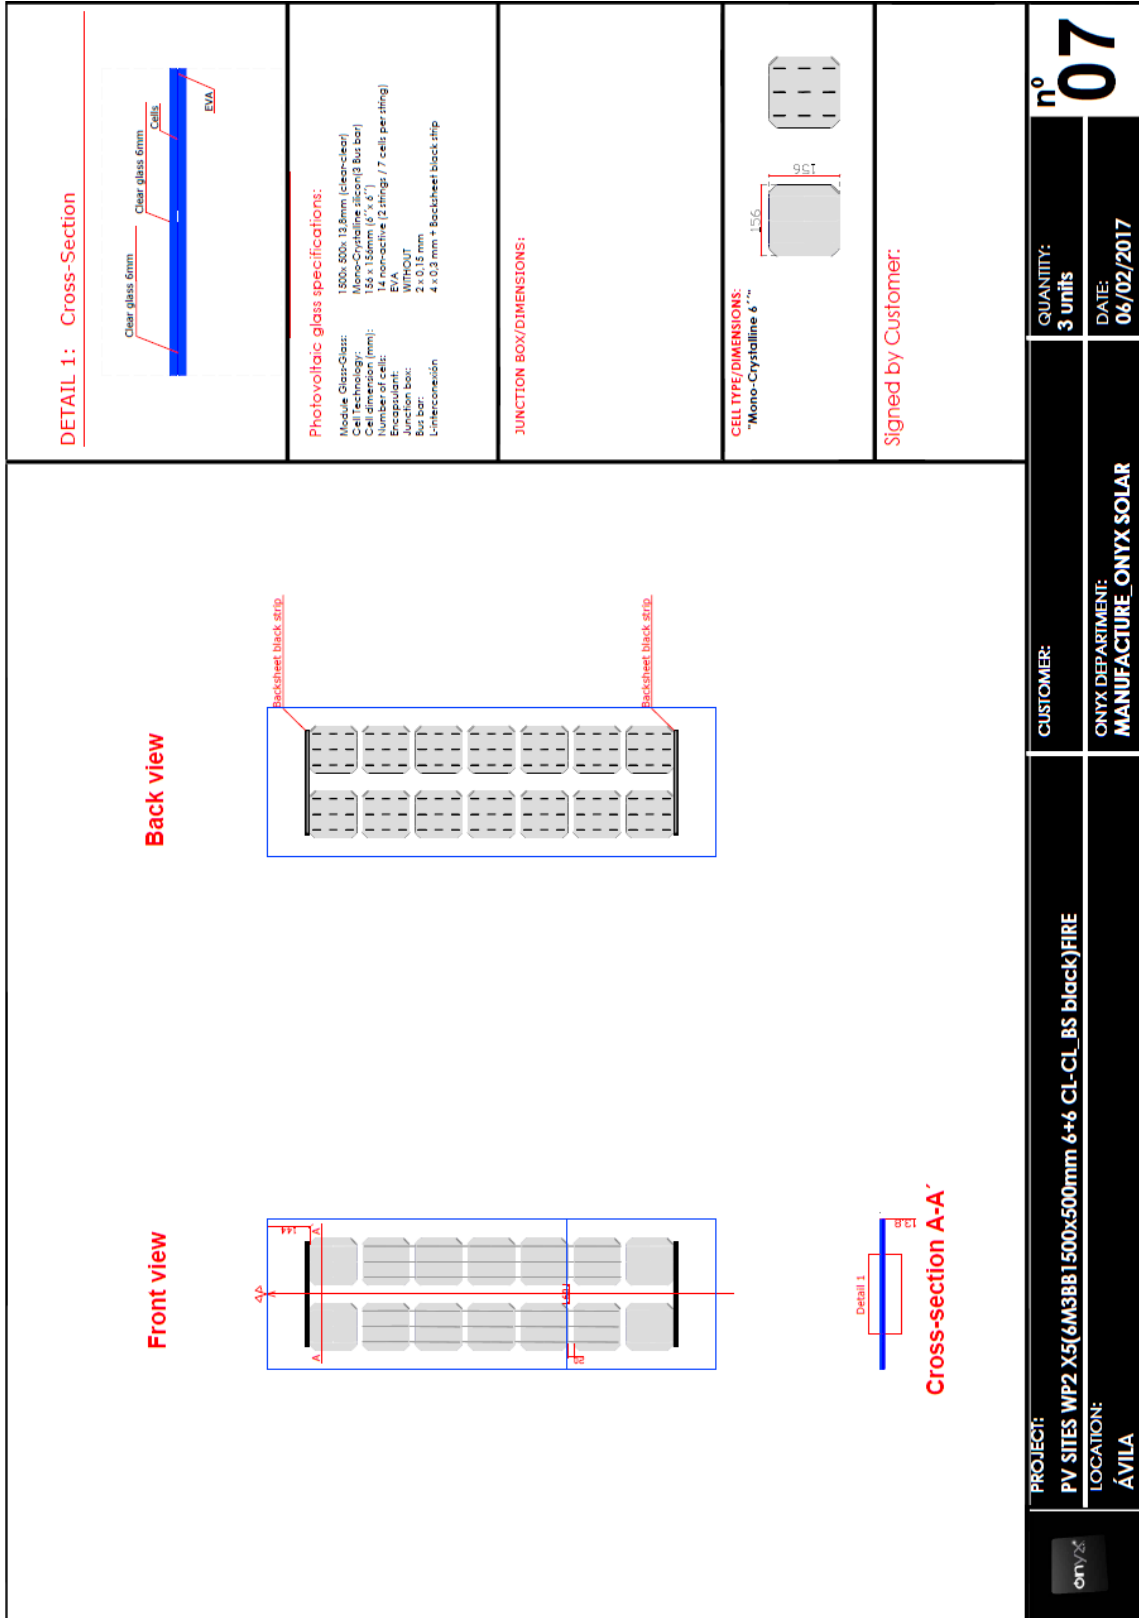 Front view
144
A
A
Cross-section A-A´
Detail 1
Back view
Backsheet black strip
Backsheet black strip
DETAIL 1: Cross-Section
Clear glass 6mm
Clear glass 6mm
Cells
EVA
Photovoltaic glass specifications:
Module Glass-Glass: 1500x 500x 13,8mm (clear-clear)
Cell Technology: Mono-Crystalline silicon(3 Bus bar)
Cell dimension (mm): 156 x 156mm (6´´x 6´´)
Number of cells: 14 non-active (2 strings / 7 cells per string)
Encapsulant: EVA
Junction box: WITHOUT
Bus bar: 2 x 0,15 mm
L-interconexión 4 x 0,3 mm + Backsheet black strip
JUNCTION BOX/DIMENSIONS:
CELL TYPE/DIMENSIONS:
"Mono-Crystalline 6´´"
156
156
Signed by Customer:
onyx
PROJECT:
PV SITES WP2 X5(6M3BB1500x500mm 6+6 CL-CL_BS black)FIRE
LOCATION:
ÁVILA
CUSTOMER:
ONYX DEPARTMENT:
MANUFACTURE_ONYX SOLAR
QUANTITY:
3 units
DATE:
06/02/2017
nº
07